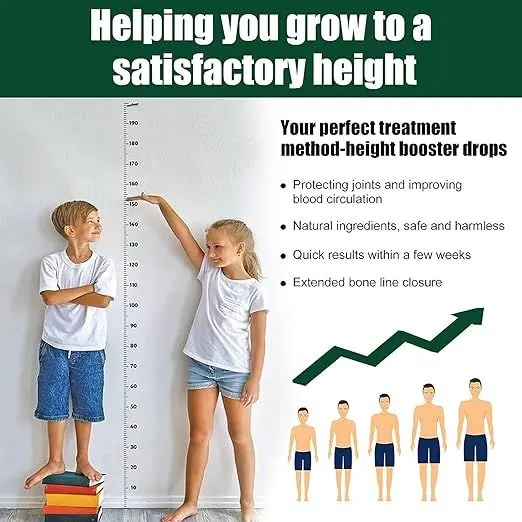 Helping you grow to a
satisfactory height
Your perfect treatment
method-height booster drops
• Protecting joints and improving
blood circulation
• Natural ingredients, safe and harmless
• Quick results within a few weeks
• Extended bone line closure
190
180
170
160
150
140
130
120
110
100
90
80
70
60
50
40
30
20
10